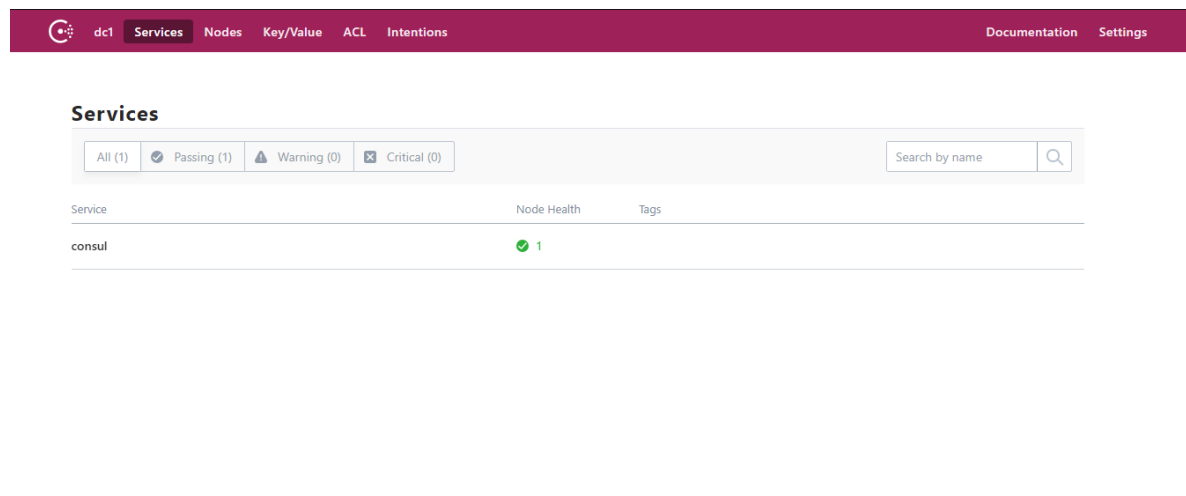 dc1 Services Nodes Key/Value ACL Intentions Documentation Settings
Services
All (1) Passing (1) Warning (0) Critical (0) Search by name
Service Node Health Tags
consul 1